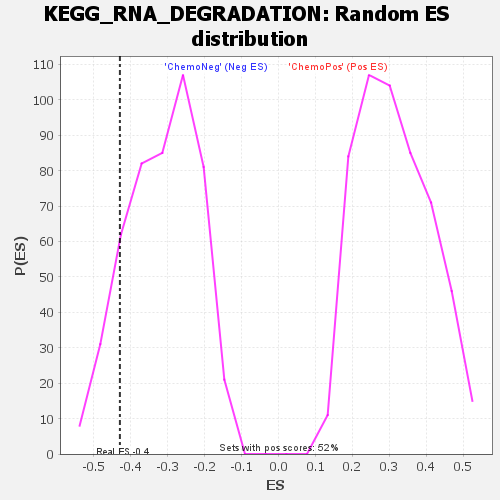 KEGG_RNA_DEGRADATION: Random ES
distribution
'ChemoNeg' (Neg ES)
'ChemoPos' (Pos ES)
110
100
90
80
70
60
50
40
30
20
10
0
P(ES)
Real ES -0.4
Sets with pos scores: 52%
-0.5 -0.4 -0.3 -0.2 -0.1 0.0 0.1 0.2 0.3 0.4 0.5
ES